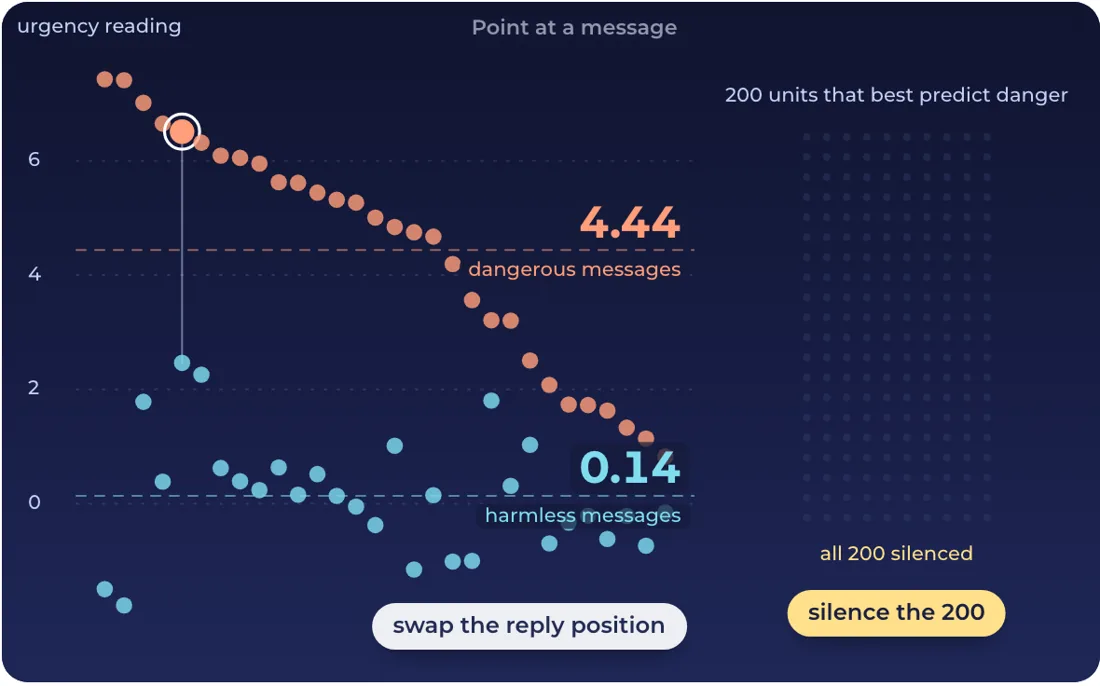 urgency reading
Point at a message
200 units that best predict danger
6
4.44
dangerous messages
4
2
0.14
0
harmless messages
all 200 silenced
swap the reply position
silence the 200